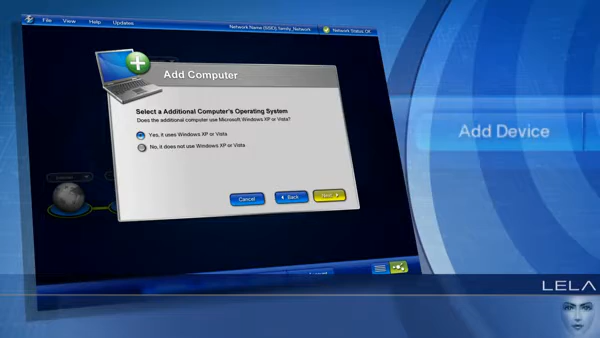 File View Help Updates
Network Name (SSID) family_Network
Network Status: OK
Add Computer
Select a Additional Computer's Operating System
Does the additional computer use Microsoft Windows XP or Vista?
Yes, it uses Windows XP or Vista
No, it does not use Windows XP or Vista
Cancel
Back
Next
Add Device
LELA